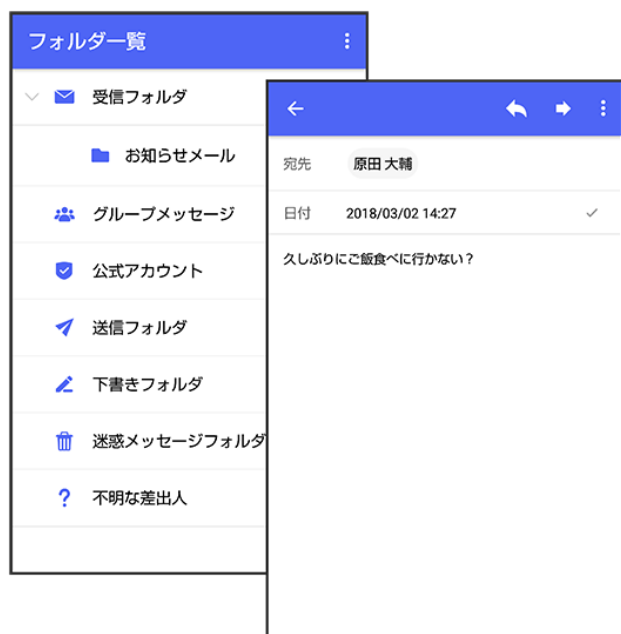 フォルダ一覧
受信フォルダ
お知らせメール
グループメッセージ
公式アカウント
送信フォルダ
下書きフォルダ
迷惑メッセージフォルダ
不明な差出人
宛先 原田 大輔
日付 2018/03/02 14:27
久しぶりにご飯食べに行かない？